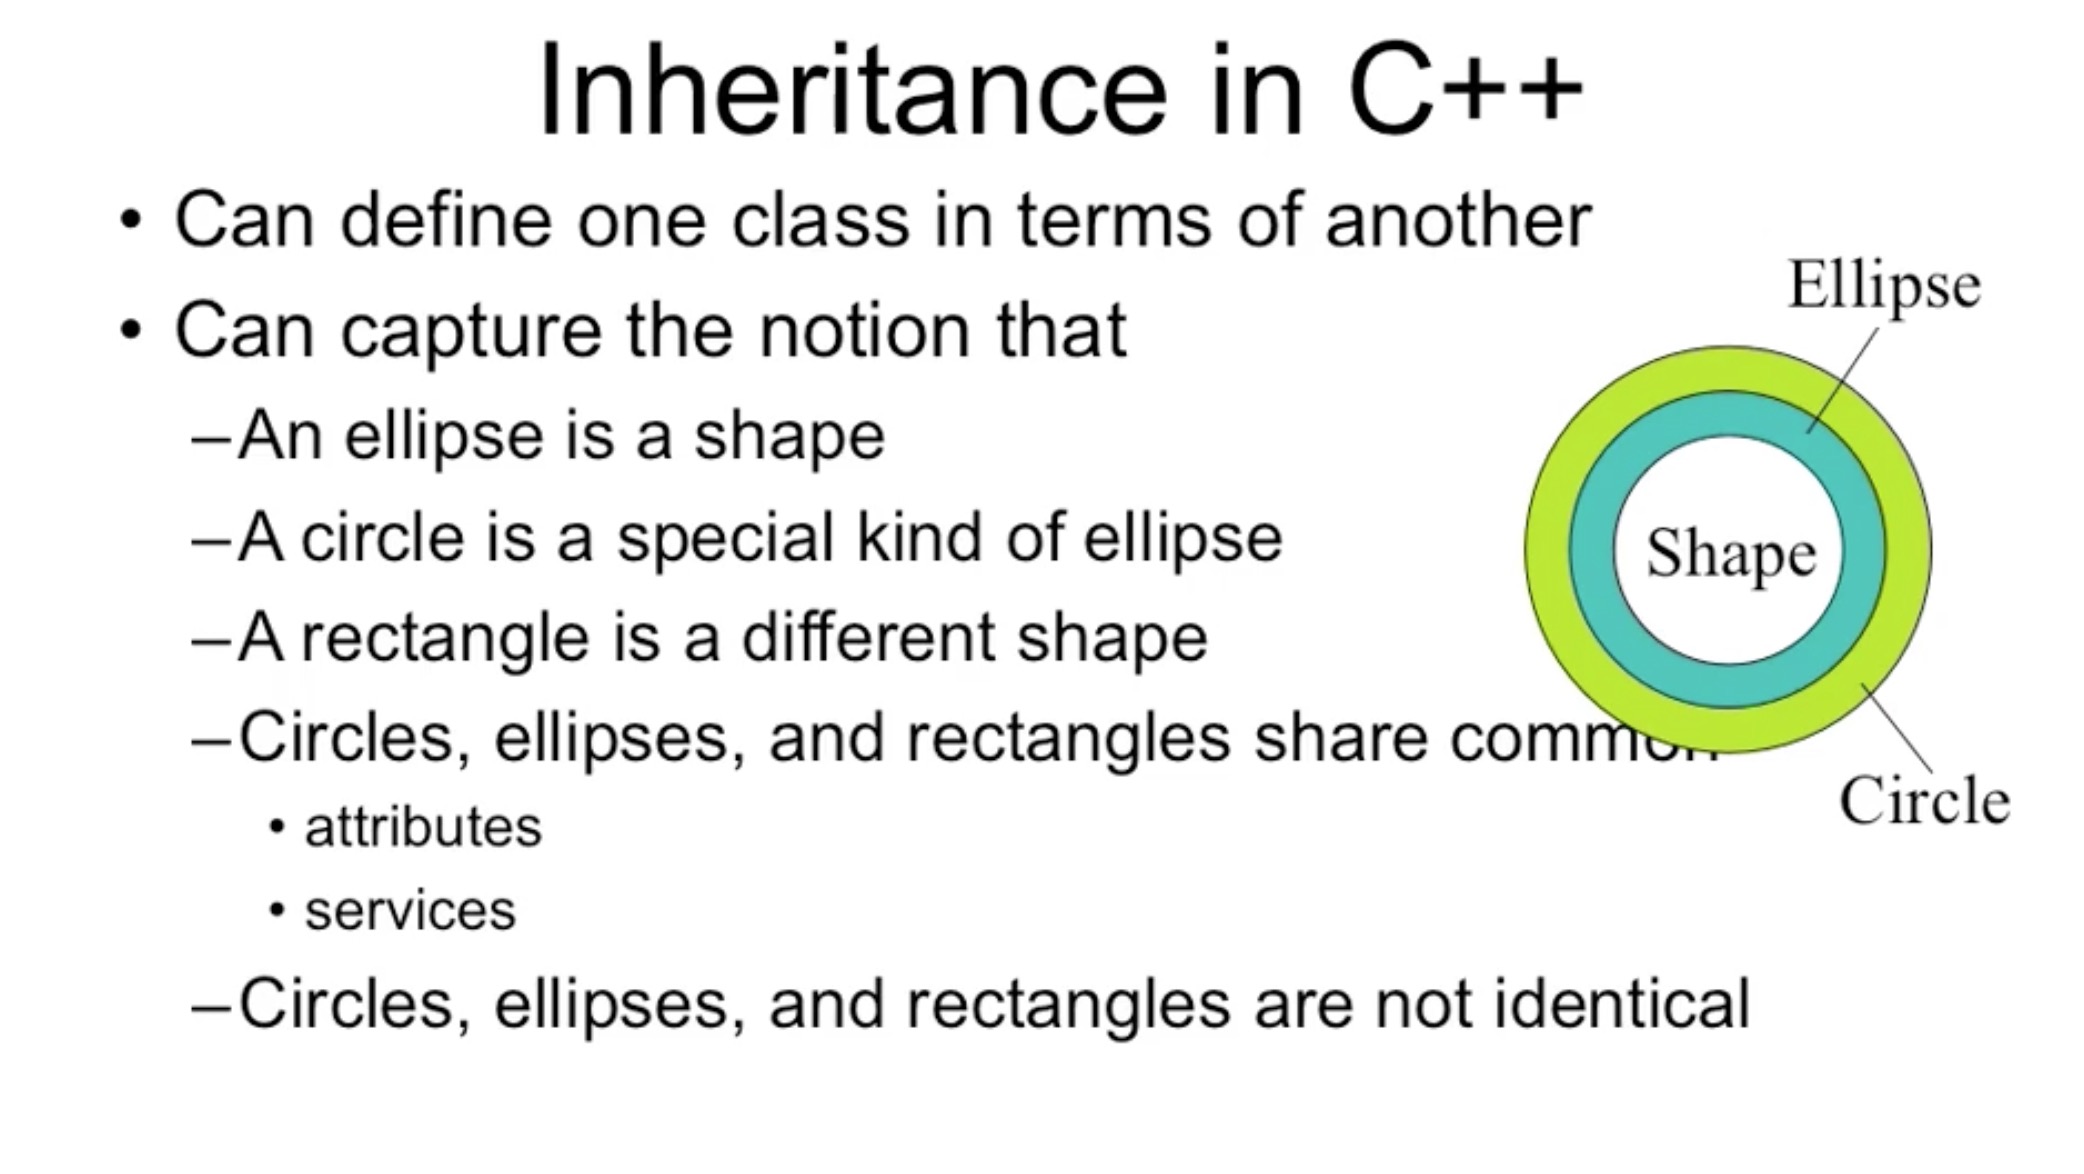 Inheritance in C++
• Can define one class in terms of another
• Can capture the notion that
–An ellipse is a shape
–A circle is a special kind of ellipse
–A rectangle is a different shape
–Circles, ellipses, and rectangles share common
• attributes
• services
–Circles, ellipses, and rectangles are not identical
Ellipse
Shape
Circle